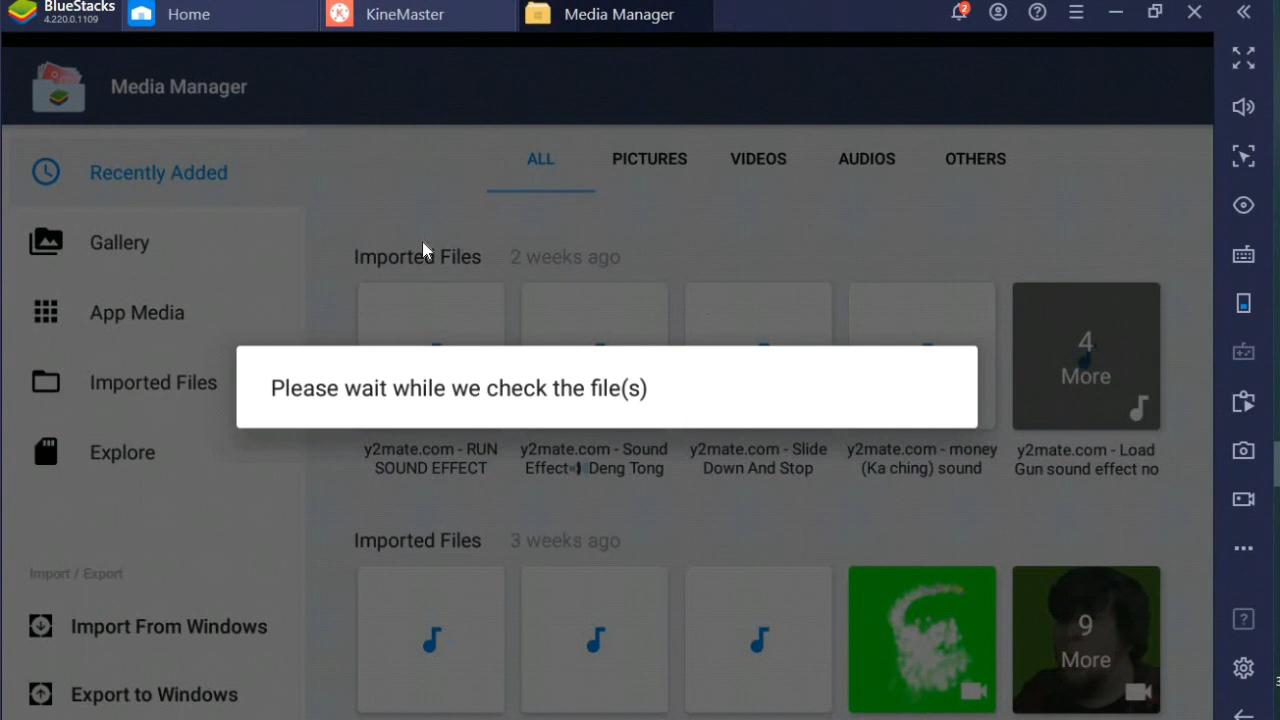 BlueStacks
4.220.0.1109
Home
KineMaster
Media Manager
2
Media Manager
Recently Added
Gallery
App Media
Imported Files
Explore
Import / Export
Import From Windows
Export to Windows
ALL
PICTURES
VIDEOS
AUDIOS
OTHERS
Imported Files
2 weeks ago
4
More
Please wait while we check the file(s)
y2mate.com - RUN
SOUND EFFECT
y2mate.com - Sound
Effect Deng Tong
y2mate.com - Slide
Down And Stop
y2mate.com - money
(Ka ching) sound
y2mate.com - Load
Gun sound effect no
Imported Files
3 weeks ago
9
More